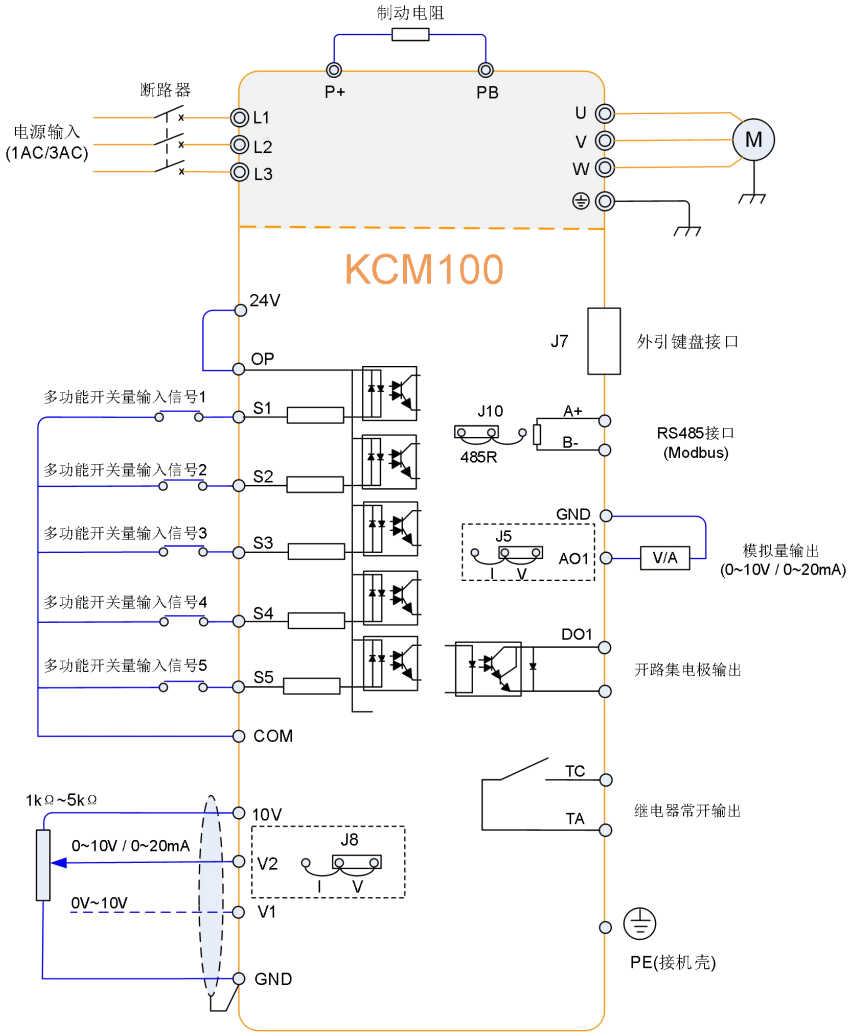 制动电阻
P+
PB
断路器
电源输入
(1AC/3AC)
L1
L2
L3
U
V
W
M
KCM100
24V
OP
J7
外引键盘接口
多功能开关量输入信号1
S1
J10
485R
A+
B-
RS485接口
(Modbus)
多功能开关量输入信号2
S2
GND
多功能开关量输入信号3
S3
J5
I
V
AO1
V/A
模拟量输出
(0~10V / 0~20mA)
多功能开关量输入信号4
S4
DO1
多功能开关量输入信号5
S5
开路集电极输出
COM
TC
TA
继电器常开输出
1kΩ~5kΩ
10V
0~10V / 0~20mA
V2
J8
I
V
0V~10V
V1
GND
PE(接机壳)